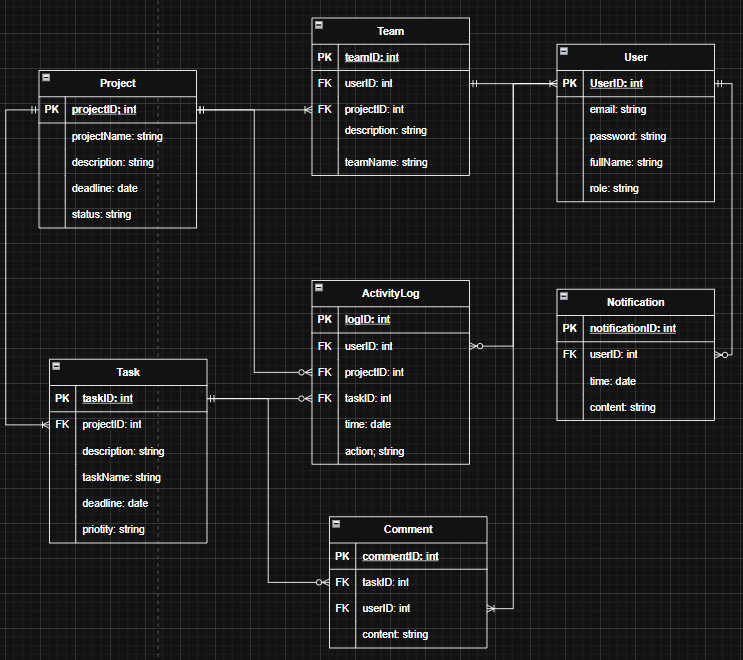 Team
PK teamID: int
FK userID: int
FK projectID: int
description: string
teamName: string
User
PK UserID: int
email: string
password: string
fullName: string
role: string
Project
PK projectID; int
projectName: string
description: string
deadline: date
status: string
ActivityLog
PK logID: int
FK userID: int
FK projectID: int
FK taskID: int
time: date
action; string
Notification
PK notificationID: int
FK userID: int
time: date
content: string
Task
PK taskID: int
FK projectID: int
description: string
taskName: string
deadline: date
priotity: string
Comment
PK commentID: int
FK taskID: int
FK userID: int
content: string